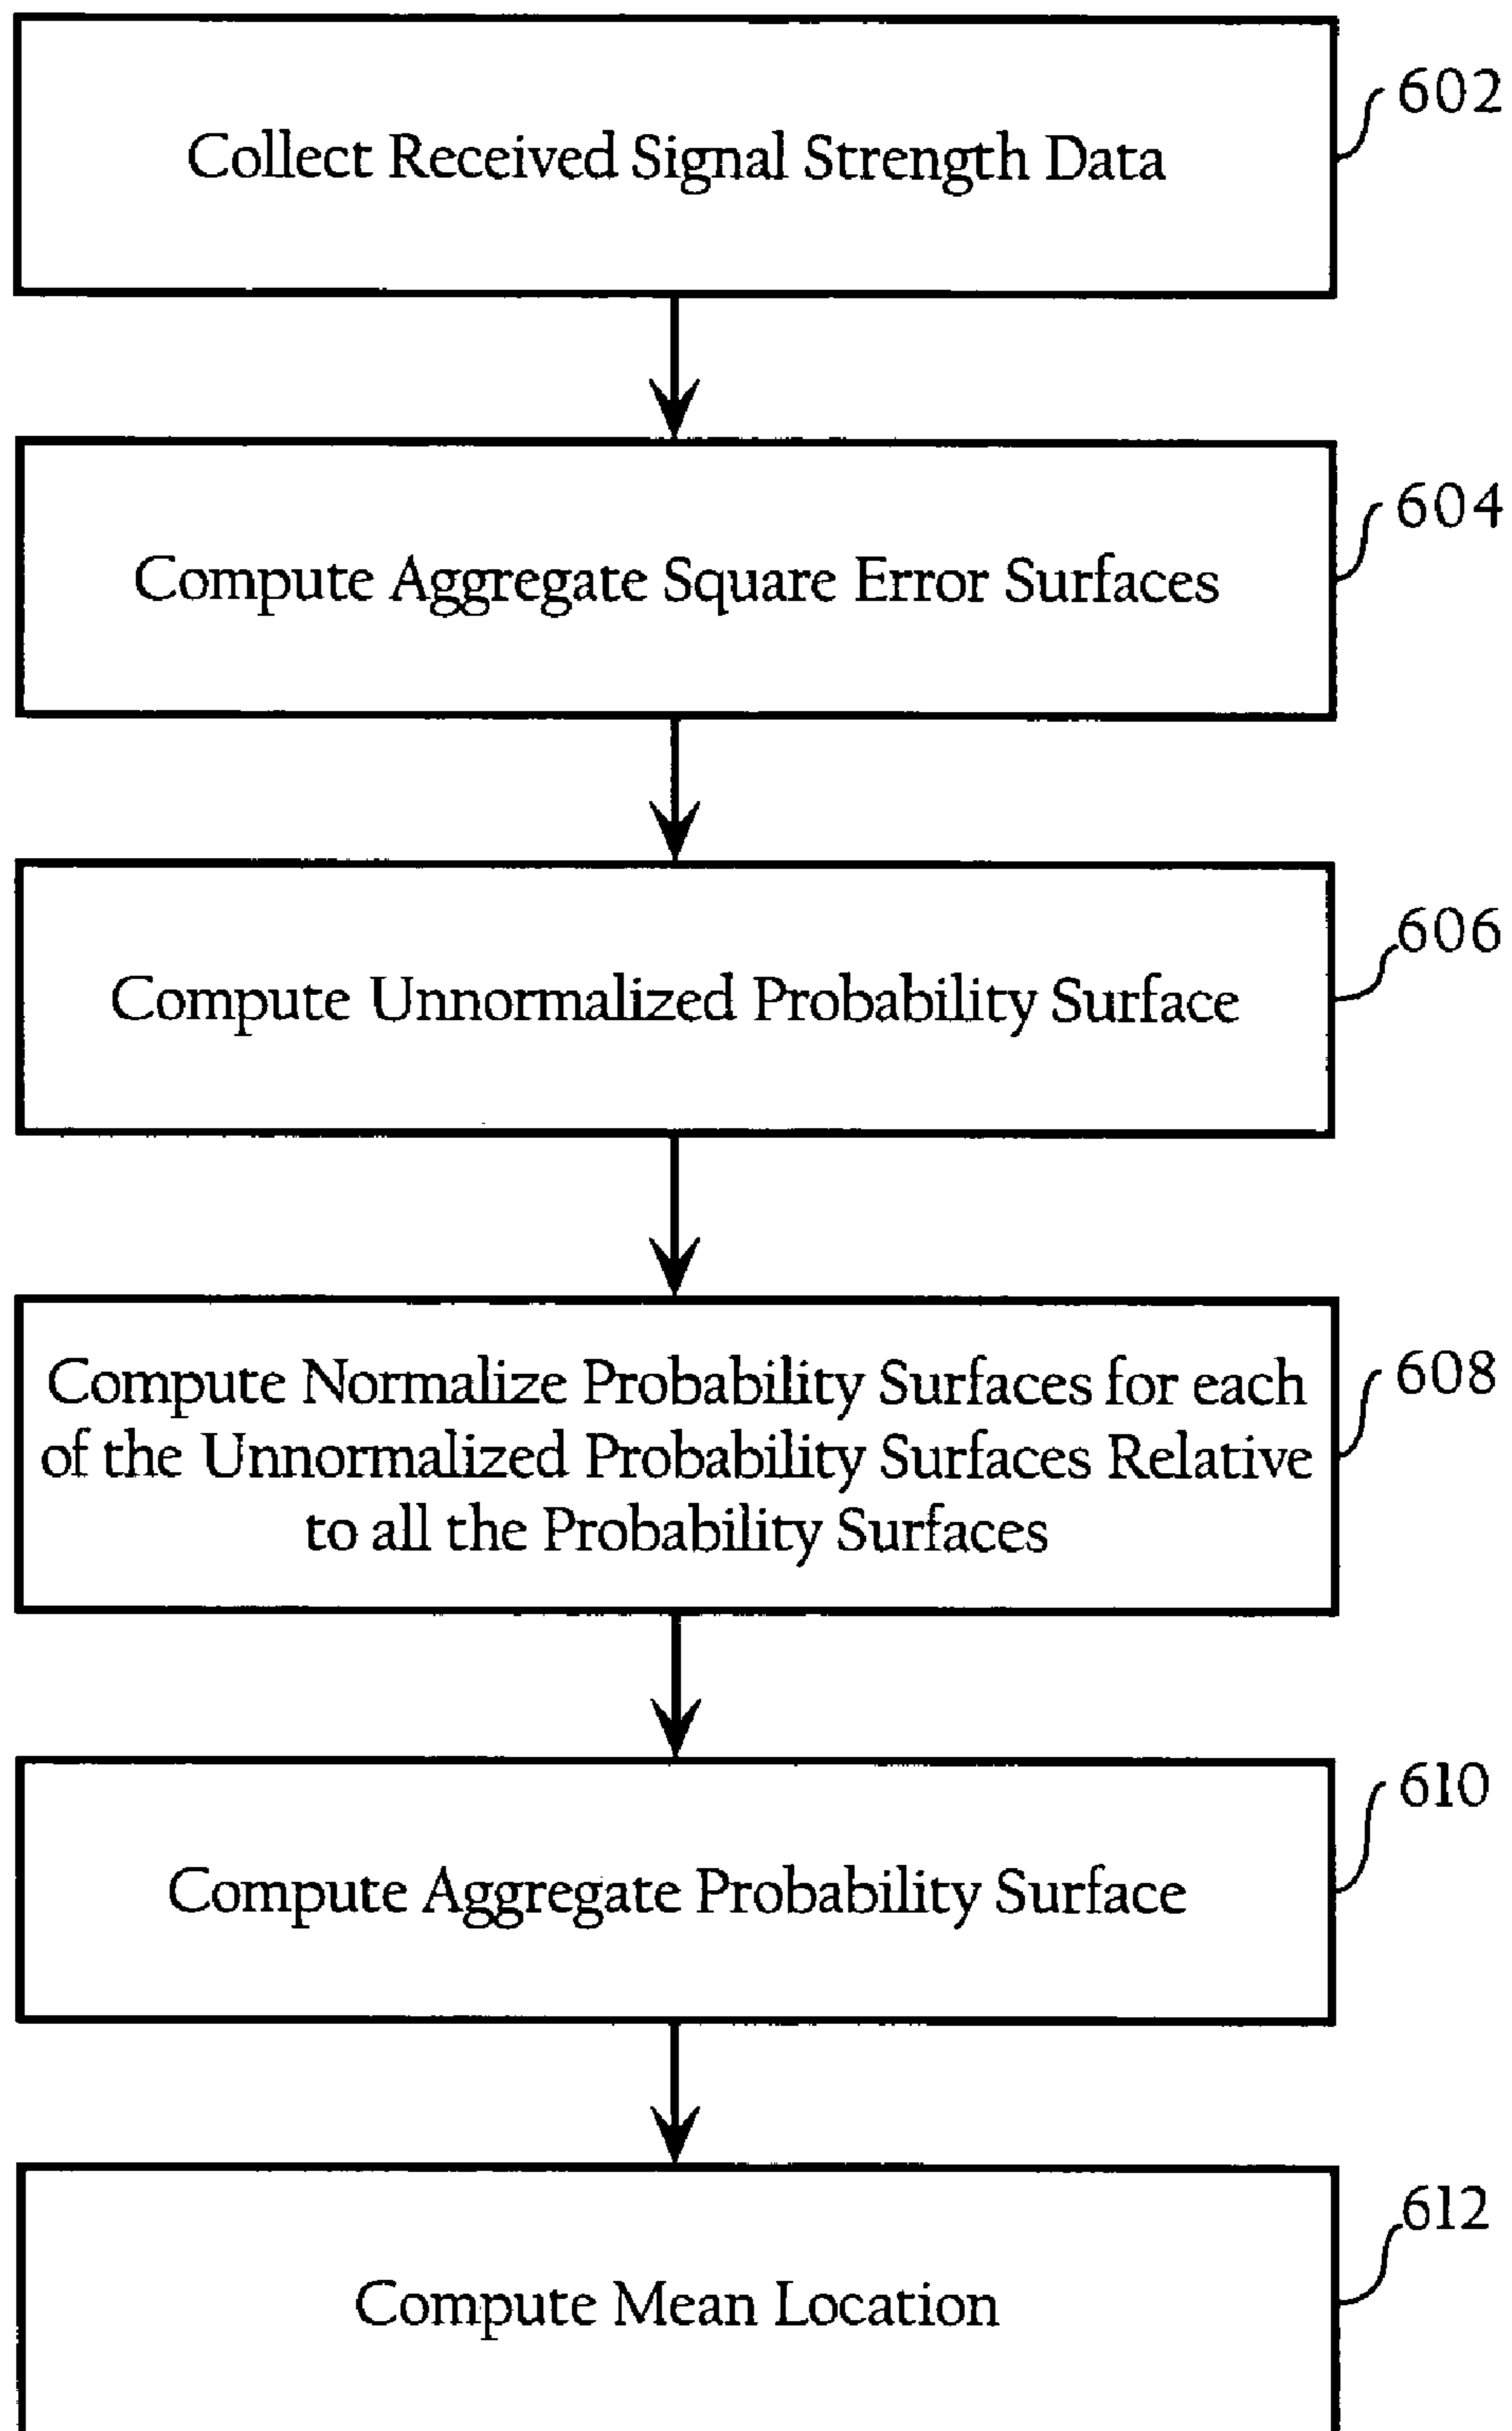 602
Collect Received Signal Strength Data
604
Compute Aggregate Square Error Surfaces
606
Compute Unnormalized Probability Surface
608
Compute Normalize Probability Surfaces for each
of the Unnormalized Probability Surfaces Relative
to all the Probability Surfaces
610
Compute Aggregate Probability Surface
612
Compute Mean Location